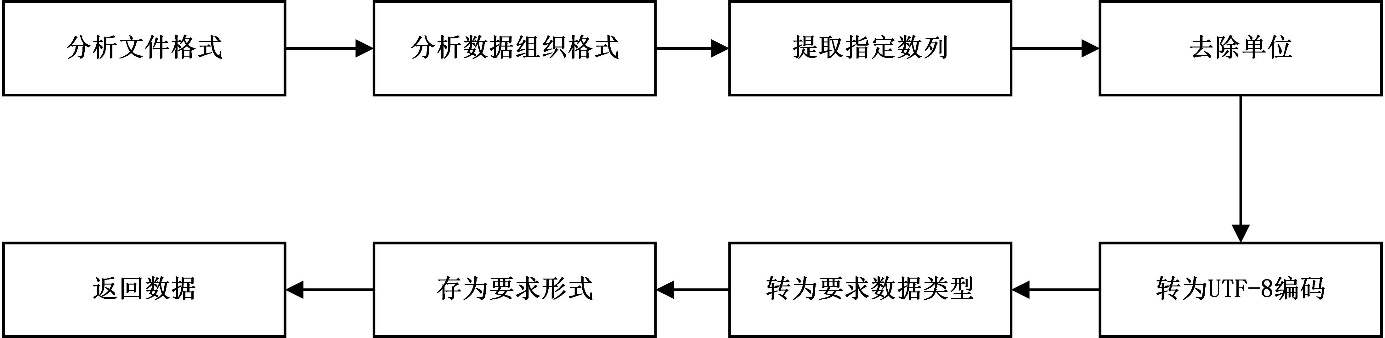 分析文件格式
分析数据组织格式
提取指定数列
去除单位
转为UTF-8编码
转为要求数据类型
存为要求形式
返回数据